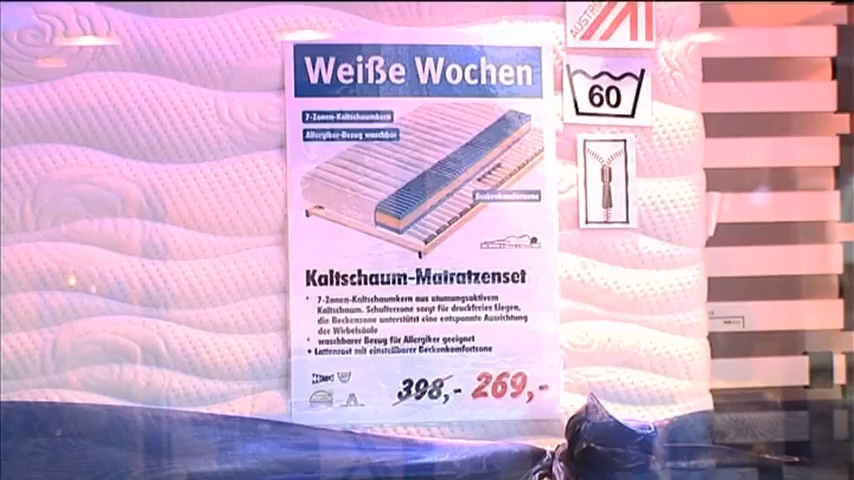 AUSTRIA
Weiße Wochen
60
7-Zonen-Kaltschaumkern
Allergiker-Bezug waschbar
Beckenkomfortzone
Kaltschaum-Matratzenset
• 7-Zonen-Kaltschaumkern aus atmungsaktivem
Kaltschaum. Schulterzone sorgt für druckfreies Liegen,
die Beckenzone unterstützt eine entspannte Ausrichtung
der Wirbelsäule
• waschbarer Bezug für Allergiker geeignet
+ Lattenrost mit einstellbarer Beckenkomfortzone
398,- 269,-